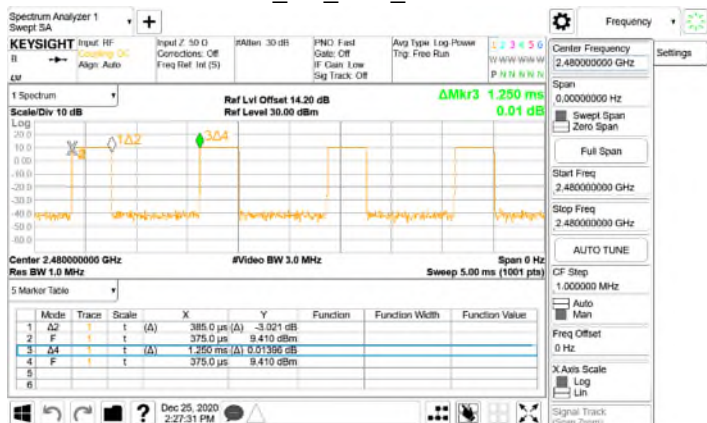 Spectrum Analyzer 1
Swept SA
+
Frequency
KEYSIGHT Input: RF Input Z: 50 Ω #Atten: 30 dB PNO: Fast Avg Type: Log-Power 1 2 3 4 5 6
Coupling: DC Corrections: Off Gate: Off Trig: Free Run W W W W W W
Align: Auto Freq Ref: Int (S) IF Gain: Low P N N N N N
Sig Track: Off
LM
1 Spectrum
Scale/Div 10 dB
Ref Lvl Offset 14.20 dB
Ref Level 30.00 dBm
ΔMkr3 1.250 ms
0.01 dB
Log
20.0
10.0
0.00
-10.0
-20.0
-30.0
-40.0
-50.0
-60.0
1Δ2
3Δ4
Center 2.480000000 GHz #Video BW 3.0 MHz Span 0 Hz
Res BW 1.0 MHz Sweep 5.00 ms (1001 pts)
5 Marker Table
Mode Trace Scale X Y Function Function Width Function Value
1 Δ2 1 t (Δ) 385.0 µs (Δ) -3.021 dB
2 F 1 t 375.0 µs 9.410 dBm
3 Δ4 1 t (Δ) 1.250 ms (Δ) 0.01396 dB
4 F 1 t 375.0 µs 9.410 dBm
5
6
?
Dec 25, 2020
2:27:31 PM
Center Frequency
2.480000000 GHz
Settings
Span
0.00000000 Hz
Swept Span
Zero Span
Full Span
Start Freq
2.480000000 GHz
Stop Freq
2.480000000 GHz
AUTO TUNE
CF Step
1.000000 MHz
Auto
Man
Freq Offset
0 Hz
X Axis Scale
Log
Lin
Signal Track
(Span Zoom)